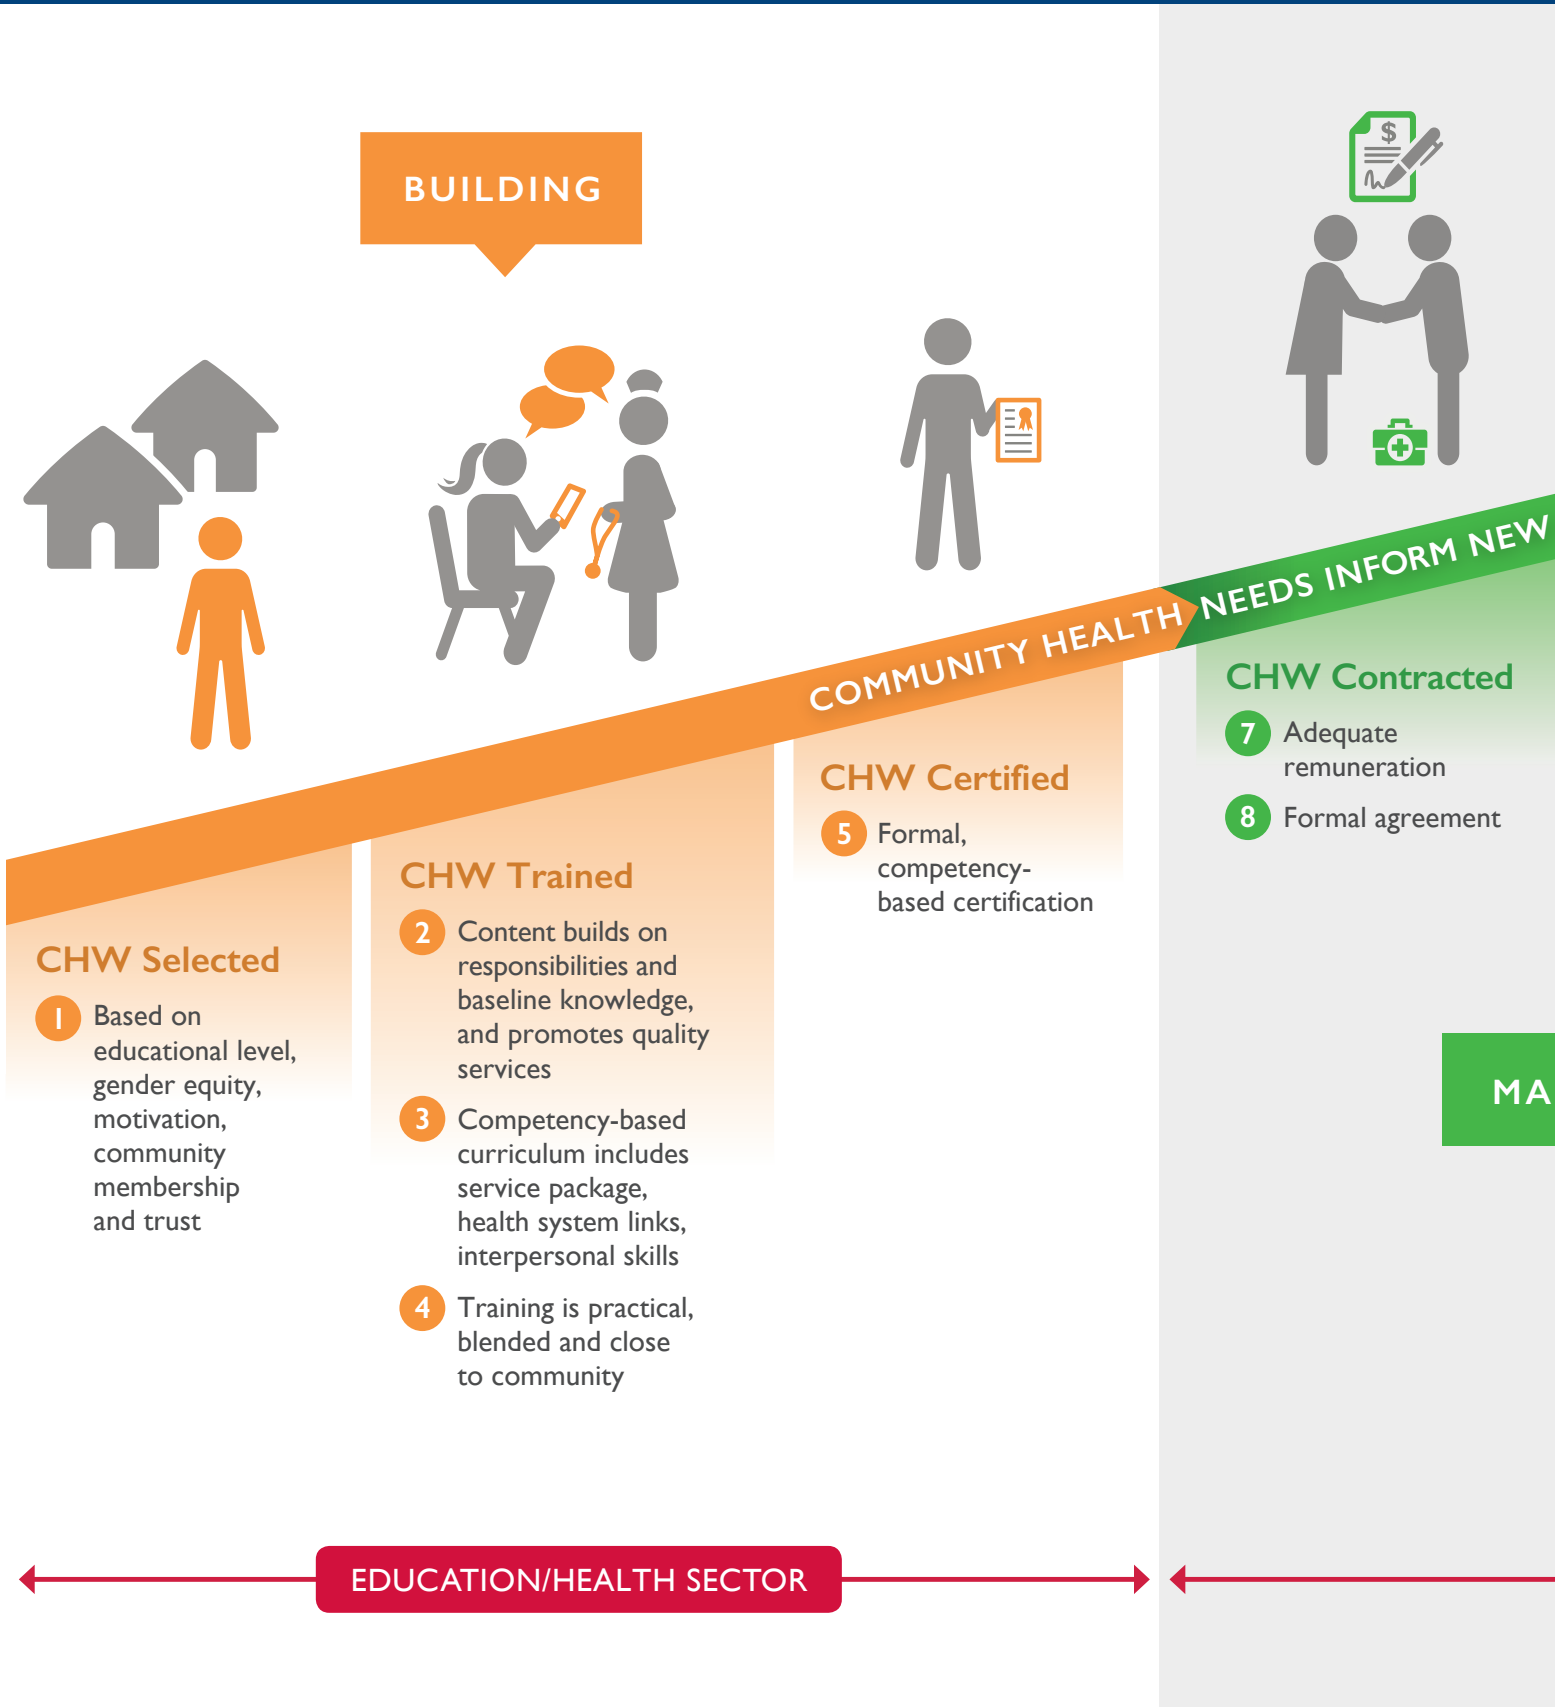 BUILDING
$
COMMUNITY HEALTH NEEDS INFORM NEW
CHW Selected
1 Based on
educational level,
gender equity,
motivation,
community
membership
and trust
CHW Trained
2 Content builds on
responsibilities and
baseline knowledge,
and promotes quality
services
3 Competency-based
curriculum includes
service package,
health system links,
interpersonal skills
4 Training is practical,
blended and close
to community
CHW Certified
5 Formal,
competency-
based certification
CHW Contracted
7 Adequate
remuneration
8 Formal agreement
MA
EDUCATION/HEALTH SECTOR